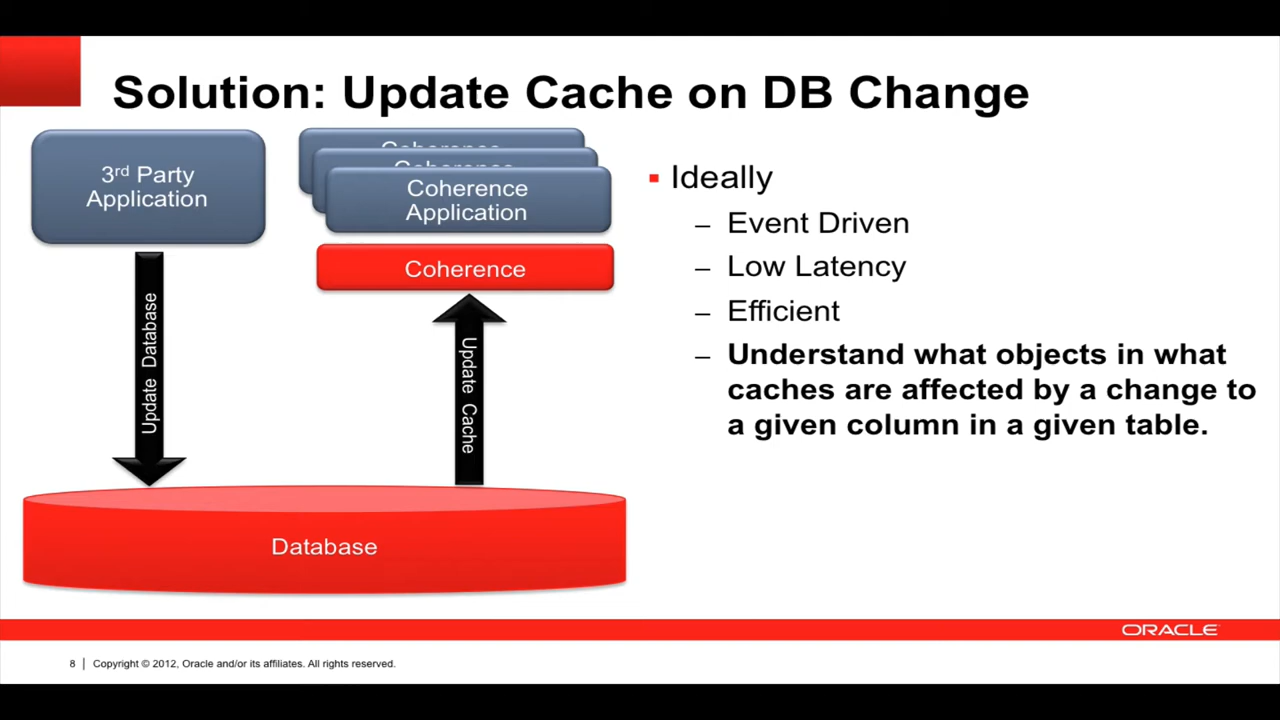 Solution: Update Cache on DB Change
3rd Party
Application
Coherence
Coherence
Coherence
Application
Coherence
Update Database
Update Cache
Database
Ideally
– Event Driven
– Low Latency
– Efficient
– Understand what objects in what
caches are affected by a change to
a given column in a given table.
ORACLE
8 | Copyright © 2012, Oracle and/or its affiliates. All rights reserved.